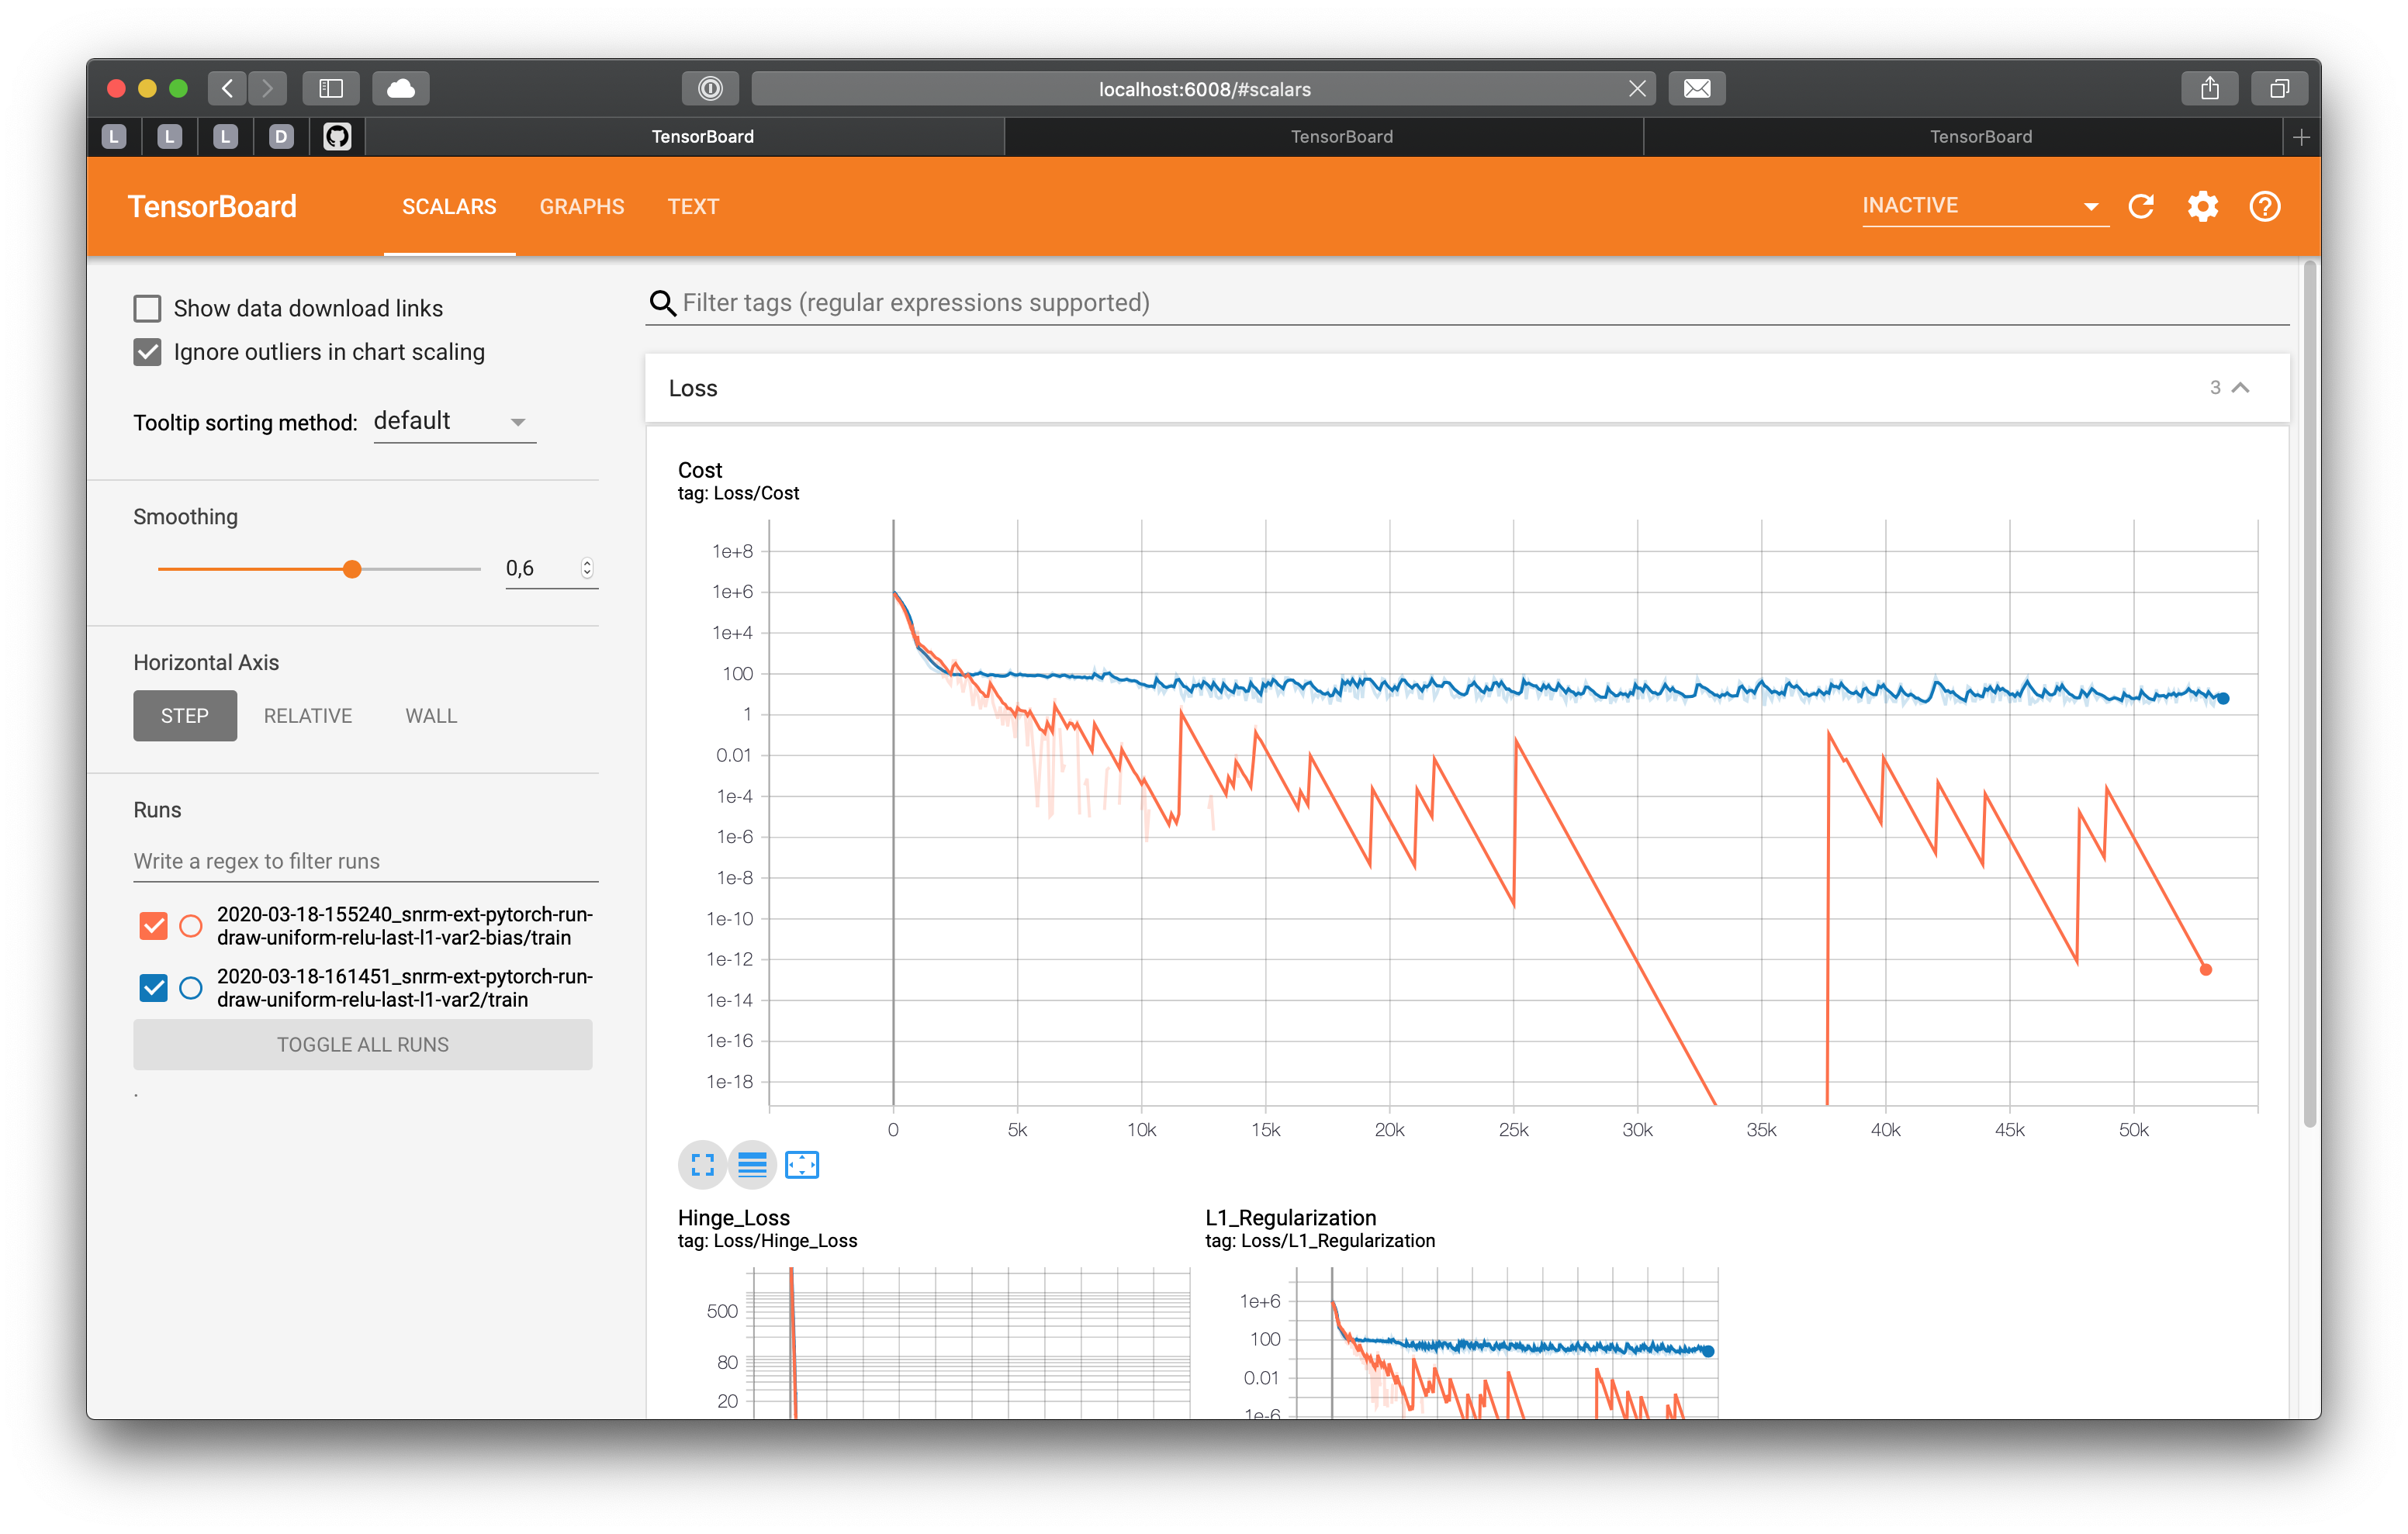 localhost:6008/#scalars
L
L
L
D
TensorBoard
TensorBoard
TensorBoard
TensorBoard
SCALARS
GRAPHS
TEXT
INACTIVE
Show data download links
Ignore outliers in chart scaling
Tooltip sorting method: default
Smoothing
0,6
Horizontal Axis
STEP
RELATIVE
WALL
Runs
Write a regex to filter runs
2020-03-18-155240_snrm-ext-pytorch-run-
draw-uniform-relu-last-l1-var2-bias/train
2020-03-18-161451_snrm-ext-pytorch-run-
draw-uniform-relu-last-l1-var2/train
TOGGLE ALL RUNS
.
Filter tags (regular expressions supported)
Loss
3
Cost
tag: Loss/Cost
1e+8
1e+6
1e+4
100
1
0.01
1e-4
1e-6
1e-8
1e-10
1e-12
1e-14
1e-16
1e-18
0
5k
10k
15k
20k
25k
30k
35k
40k
45k
50k
Hinge_Loss
tag: Loss/Hinge_Loss
500
80
20
L1_Regularization
tag: Loss/L1_Regularization
1e+6
100
0.01
1e-6